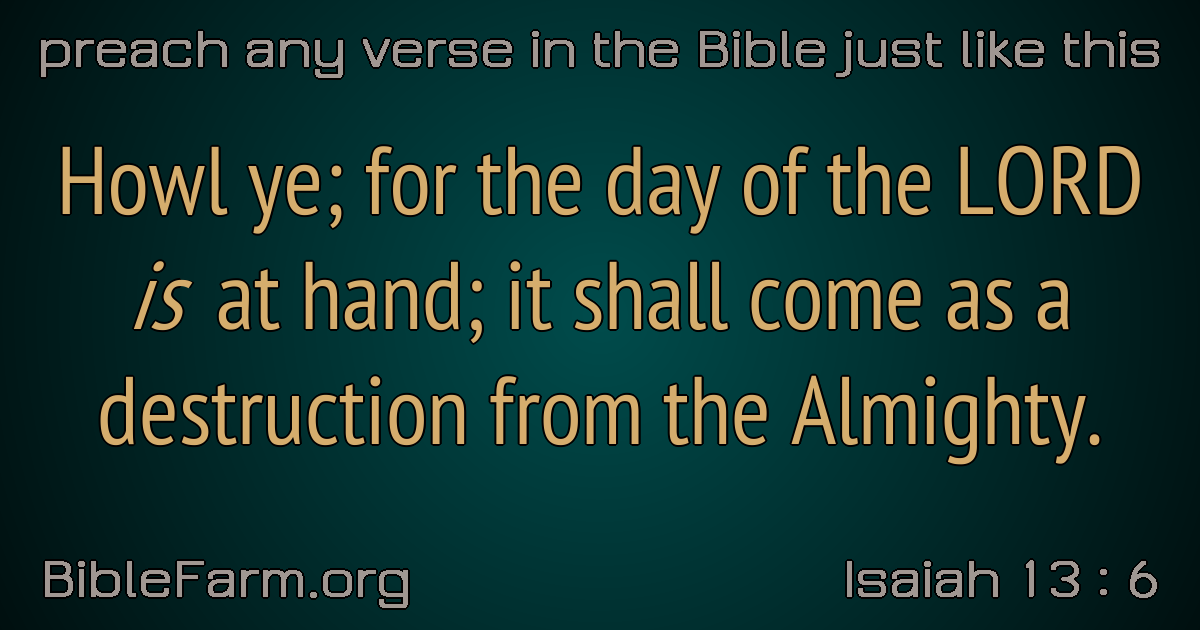 preach any verse in the Bible just like this
Howl ye; for the day of the LORD
is at hand; it shall come as a
destruction from the Almighty.
BibleFarm.org
Isaiah 13 : 6